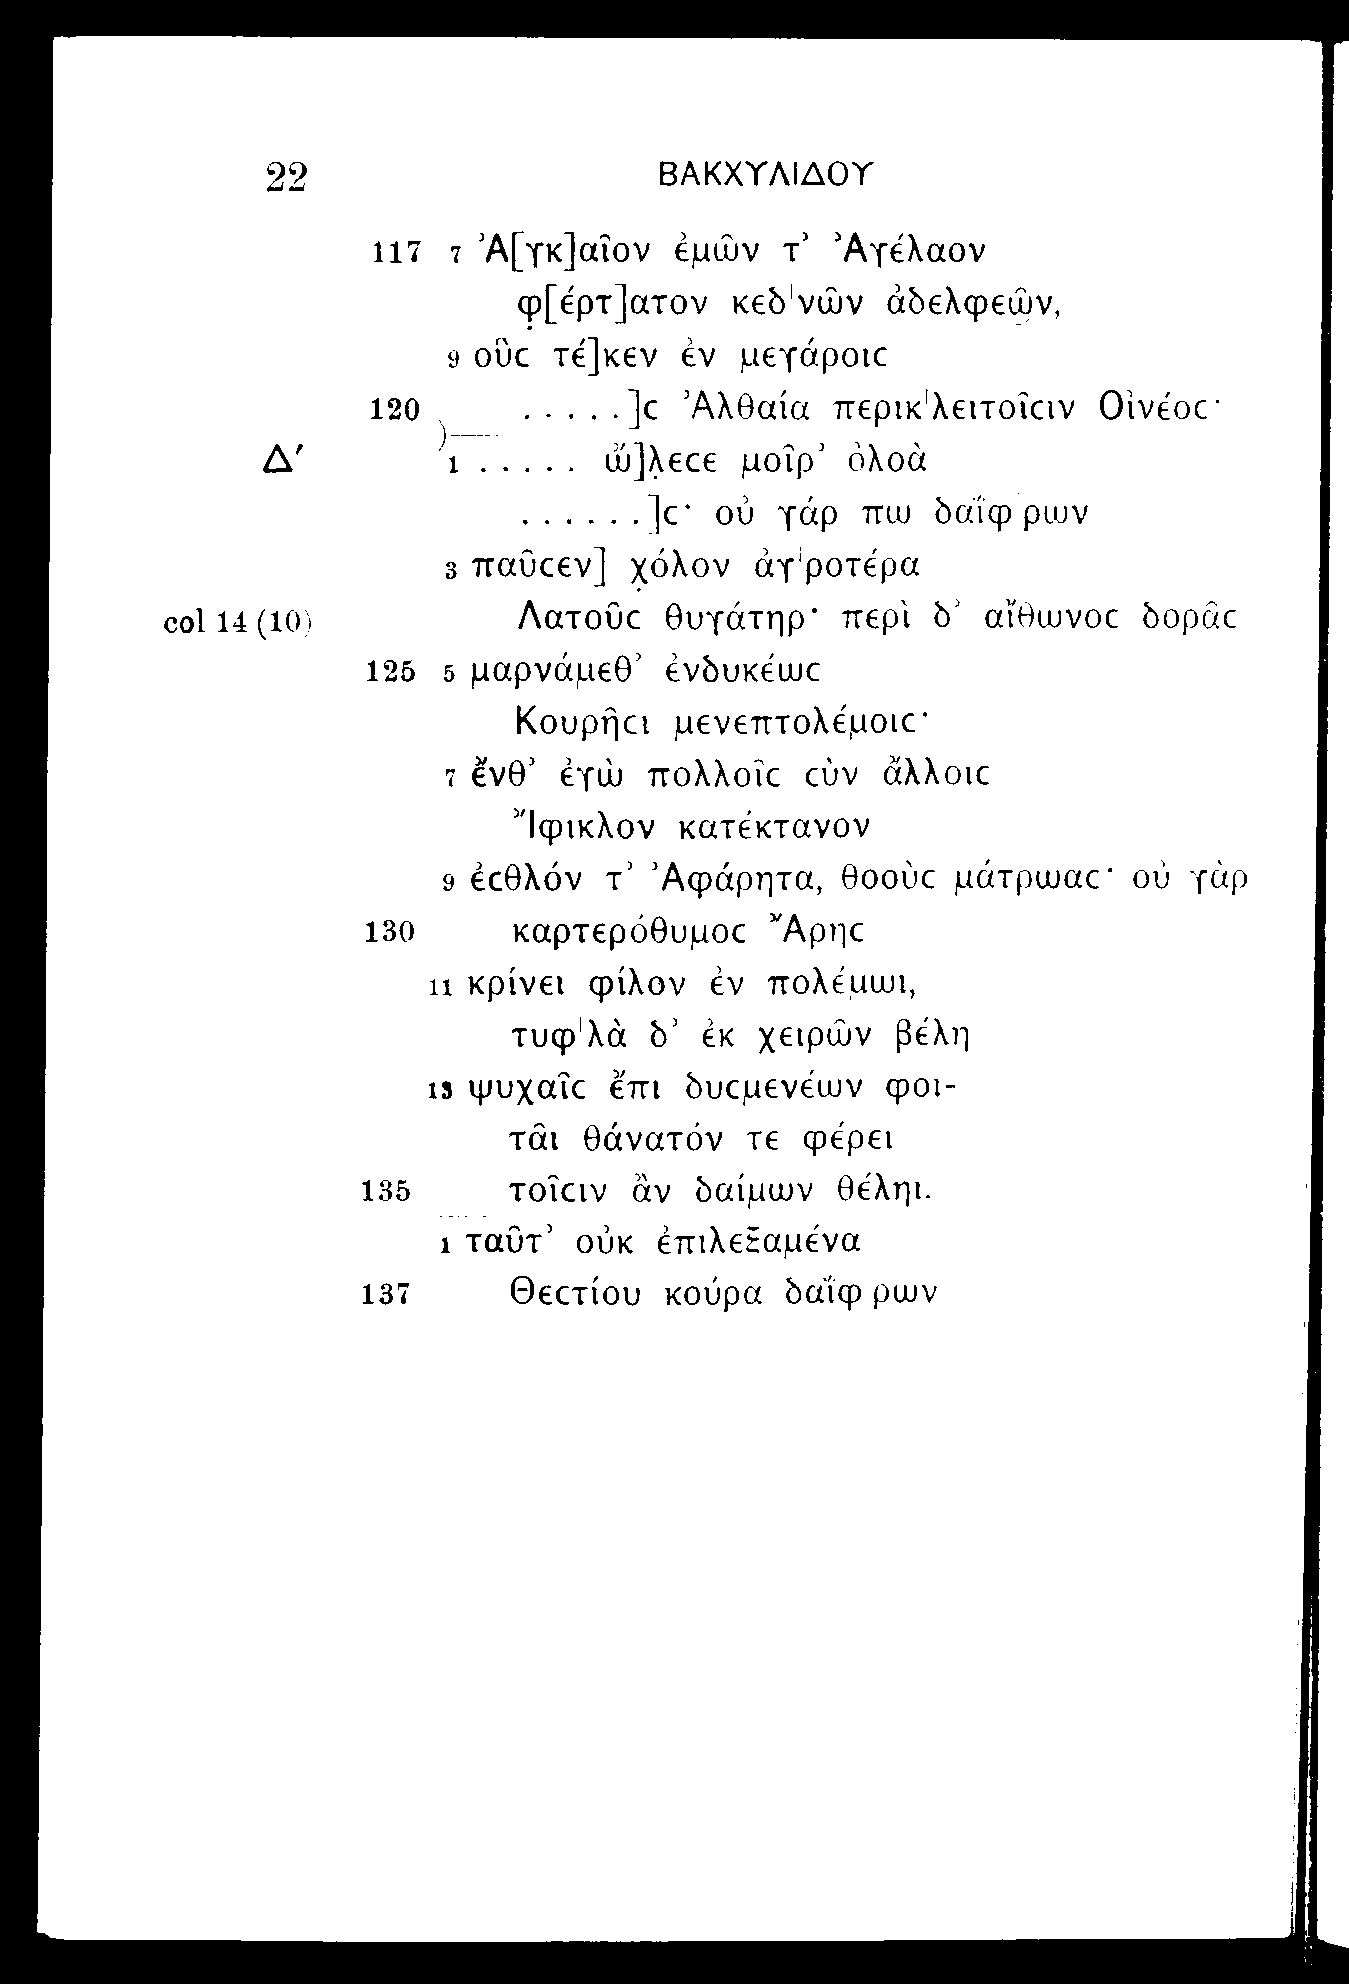 22 ΒΑΚΧΥΛΙΔΟΥ
117 7 Ἀ[γκ]αῖον ἐμῶν τ’ Ἀγέλαον
φ̣[έρτ]ατον κεδ'νῶν ἀδελφεῶν,
9 οὓϲ τέ]κεν ἐν μεγάροιϲ
120 . . . . .]ϲ Ἀλθαία περικ'λειτοῖϲιν Οἰνέοϲ·
Δ′ 1 . . . . . ὤ]λ̣εϲε μοῖρ’ ὀλοὰ
. . . . . .]ϲ· οὐ γάρ πω δαΐφρων
3 παῦϲεν] χ̣όλον ἀγ'ροτέρα
col 14 (10) Λατοῦϲ θυγάτηρ· περὶ δ’ αἴθωνοϲ δορᾶϲ
125 5 μαρνάμεθ’ ἐνδυκέωϲ
Κουρῆϲι μενεπτολέμοιϲ·
7 ἔνθ’ ἐγὼ πολλοῖϲ ϲὺν ἄλλοιϲ
Ἴφικλον κατέκτανον
9 ἐϲθλόν τ’ Ἀφάρητα, θοοὺϲ μάτρωαϲ· οὐ γὰρ
130 καρτερόθυμοϲ Ἄρηϲ
11 κρίνει φίλον ἐν πολέμωι,
τυφ'λὰ δ’ ἐκ χειρῶν βέλη
13 ψυχαῖϲ ἔπι δυϲμενέων φοι-
τᾶι θάνατόν τε φέρει
135 τοῖϲιν ἂν δαίμων θέληι.
1 ταῦτ’ οὐκ ἐπιλεξαμένα
137 Θεϲτίου κούρα δαΐφρων